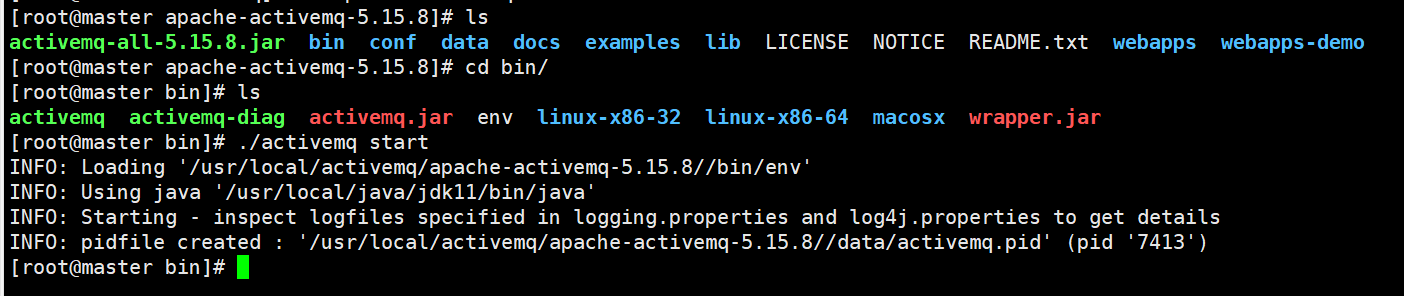 [root@master apache-activemq-5.15.8]# ls
activemq-all-5.15.8.jar bin conf data docs examples lib LICENSE NOTICE README.txt webapps webapps-demo
[root@master apache-activemq-5.15.8]# cd bin/
[root@master bin]# ls
activemq activemq-diag activemq.jar env linux-x86-32 linux-x86-64 macosx wrapper.jar
[root@master bin]# ./activemq start
INFO: Loading '/usr/local/activemq/apache-activemq-5.15.8//bin/env'
INFO: Using java '/usr/local/java/jdk11/bin/java'
INFO: Starting - inspect logfiles specified in logging.properties and log4j.properties to get details
INFO: pidfile created : '/usr/local/activemq/apache-activemq-5.15.8//data/activemq.pid' (pid '7413')
[root@master bin]#